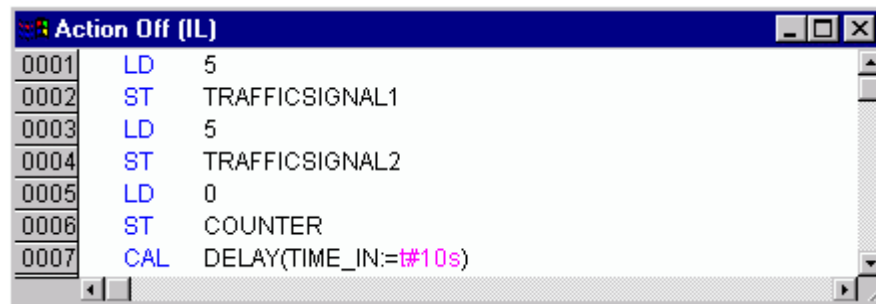 Action Off (IL)
0001 LD 5
0002 ST TRAFFICSIGNAL1
0003 LD 5
0004 ST TRAFFICSIGNAL2
0005 LD 0
0006 ST COUNTER
0007 CAL DELAY(TIME_IN:=t#10s)